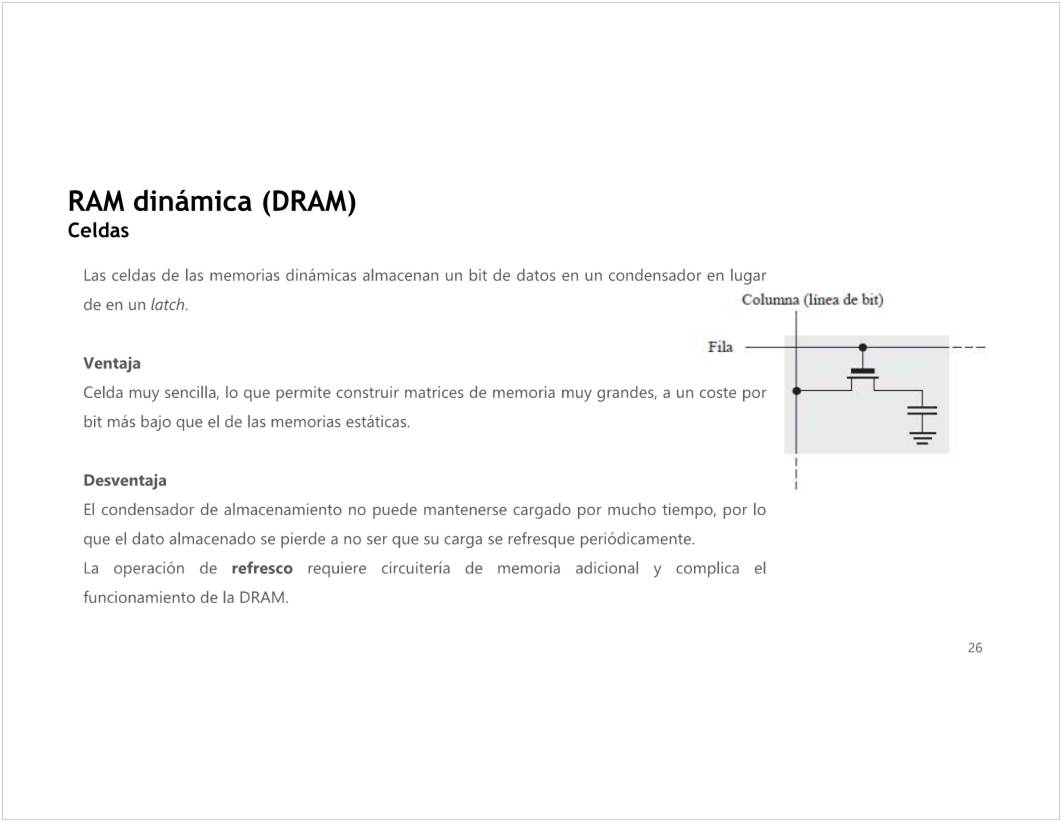 RAM dinámica (DRAM)
Celdas
Las celdas de las memorias dinámicas almacenan un bit de datos en un condensador en lugar
de en un latch.
Columna (línea de bit)
Fila
Ventaja
Celda muy sencilla, lo que permite construir matrices de memoria muy grandes, a un coste por
bit más bajo que el de las memorias estáticas.
Desventaja
El condensador de almacenamiento no puede mantenerse cargado por mucho tiempo, por lo
que el dato almacenado se pierde a no ser que su carga se refresque periódicamente.
La operación de refresco requiere circuitería de memoria adicional y complica el
funcionamiento de la DRAM.
26